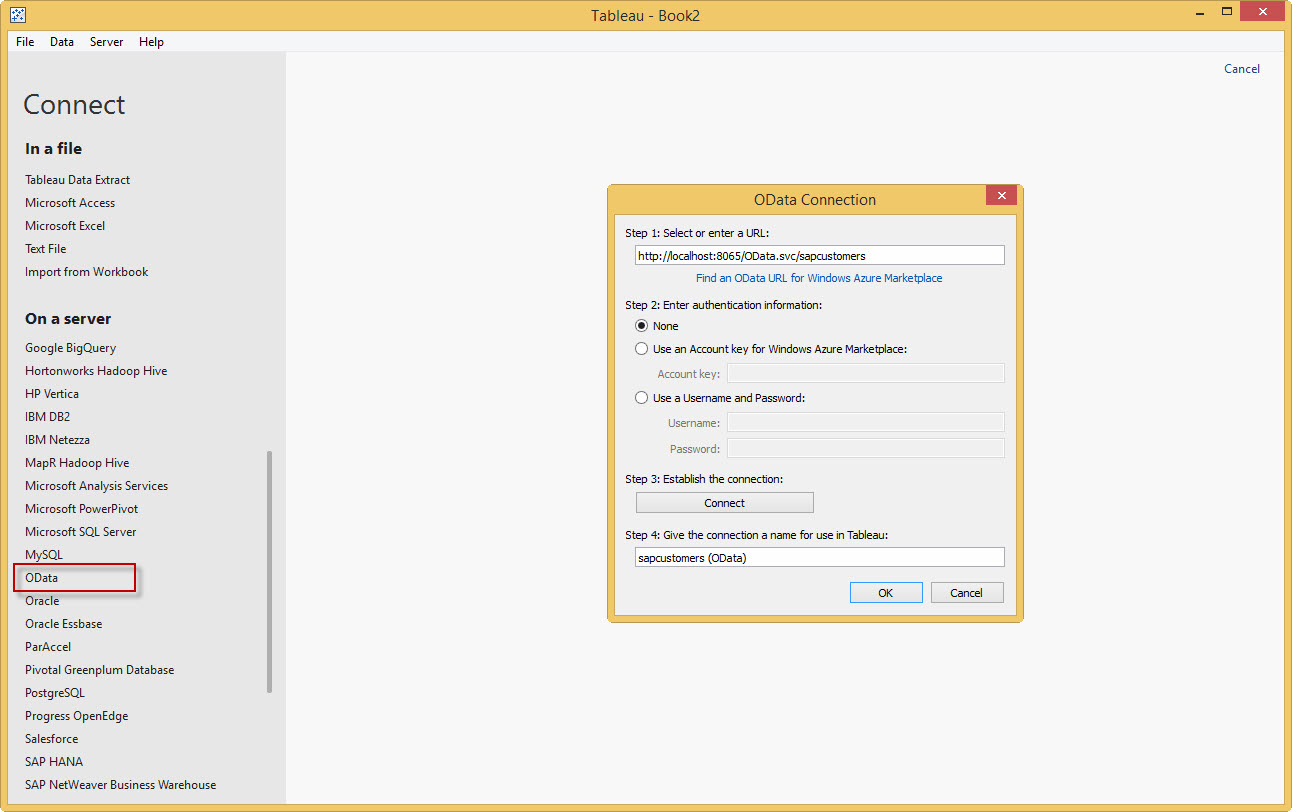 Tableau - Book2
File Data Server Help
Cancel
Connect
In a file
Tableau Data Extract
Microsoft Access
Microsoft Excel
Text File
Import from Workbook
On a server
Google BigQuery
Hortonworks Hadoop Hive
HP Vertica
IBM DB2
IBM Netezza
MapR Hadoop Hive
Microsoft Analysis Services
Microsoft PowerPivot
Microsoft SQL Server
MySQL
OData
Oracle
Oracle Essbase
ParAccel
Pivotal Greenplum Database
PostgreSQL
Progress OpenEdge
Salesforce
SAP HANA
SAP NetWeaver Business Warehouse
OData Connection
Step 1: Select or enter a URL:
http://localhost:8065/OData.svc/sapcustomers
Find an OData URL for Windows Azure Marketplace
Step 2: Enter authentication information:
None
Use an Account key for Windows Azure Marketplace:
Account key:
Use a Username and Password:
Username:
Password:
Step 3: Establish the connection:
Connect
Step 4: Give the connection a name for use in Tableau:
sapcustomers (OData)
OK Cancel